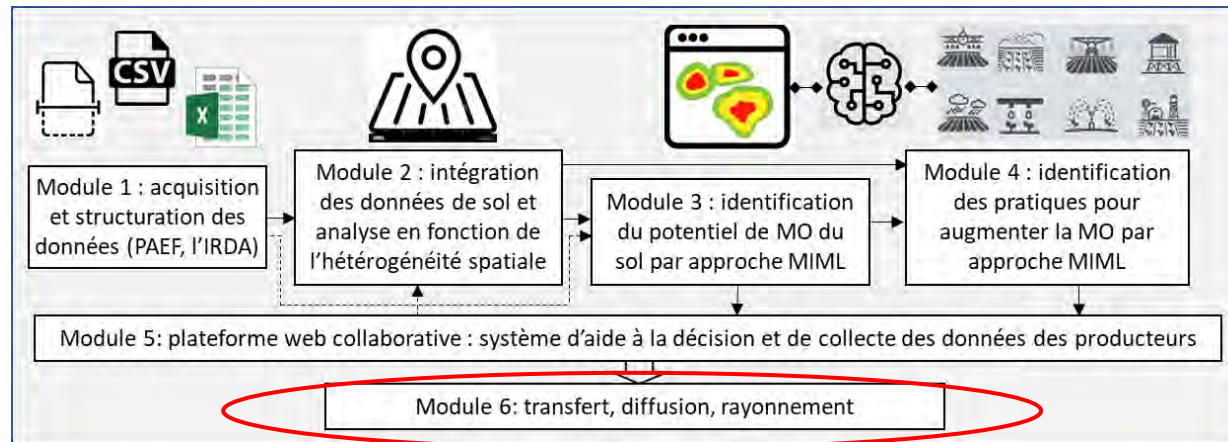 CSV
X
Module 1 : acquisition
et structuration des
données (PAEF, l'IRDA)
Module 2 : intégration
des données de sol et
analyse en fonction de
l'hétérogénéité spatiale
Module 3 : identification
du potentiel de MO du
sol par approche MIML
Module 4 : identification
des pratiques pour
augmenter la MO par
approche MIML
Module 5: plateforme web collaborative : système d'aide à la décision et de collecte des données des producteurs
Module 6: transfert, diffusion, rayonnement